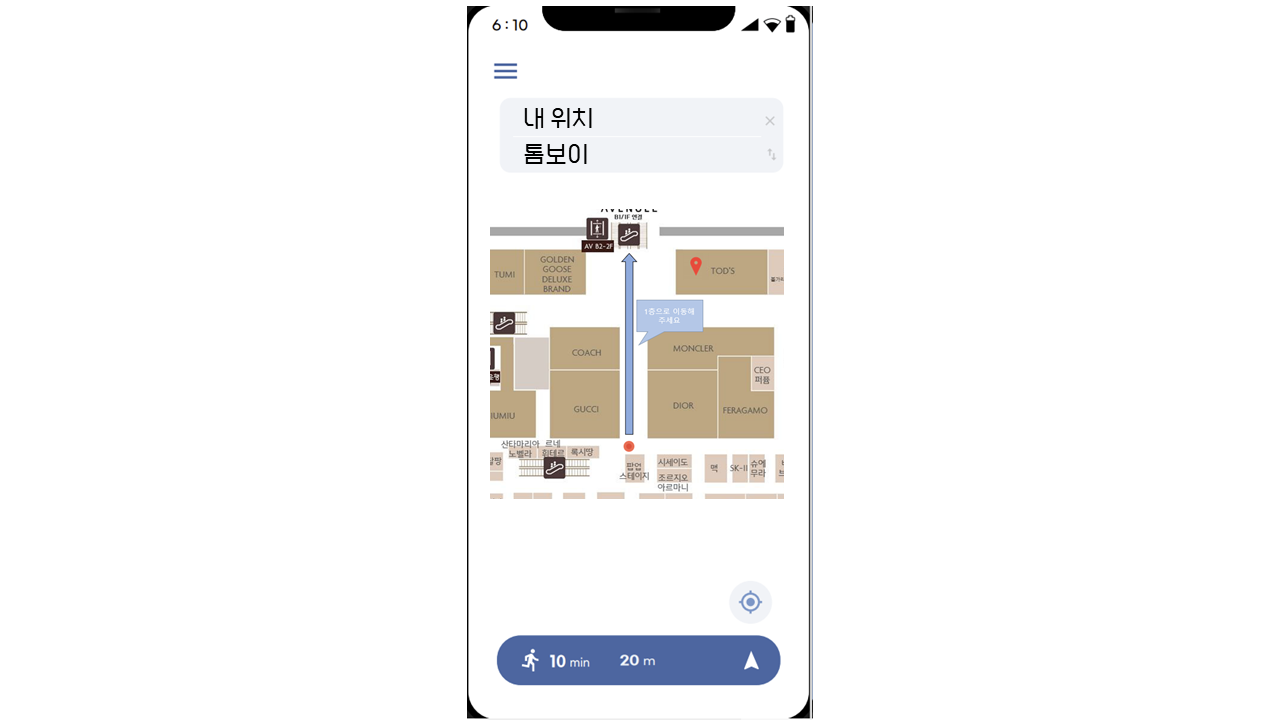 6:10
내 위치
톰보이
B1/1F 연결
AV B2-2F
TUMI
GOLDEN
GOOSE
DELUXE
BRAND
TOD'S
1층으로 이동해
주세요
COACH
MONCLER
CEO
퍼퓸
GUCCI
DIOR
FERAGAMO
IUMIU
산타마리아
노벨라
르네
휘테르
록시땅
팝업
스테이지
시세이도
조르지오
아르마니
맥
SK-II
슈에
무라
10 min
20 m